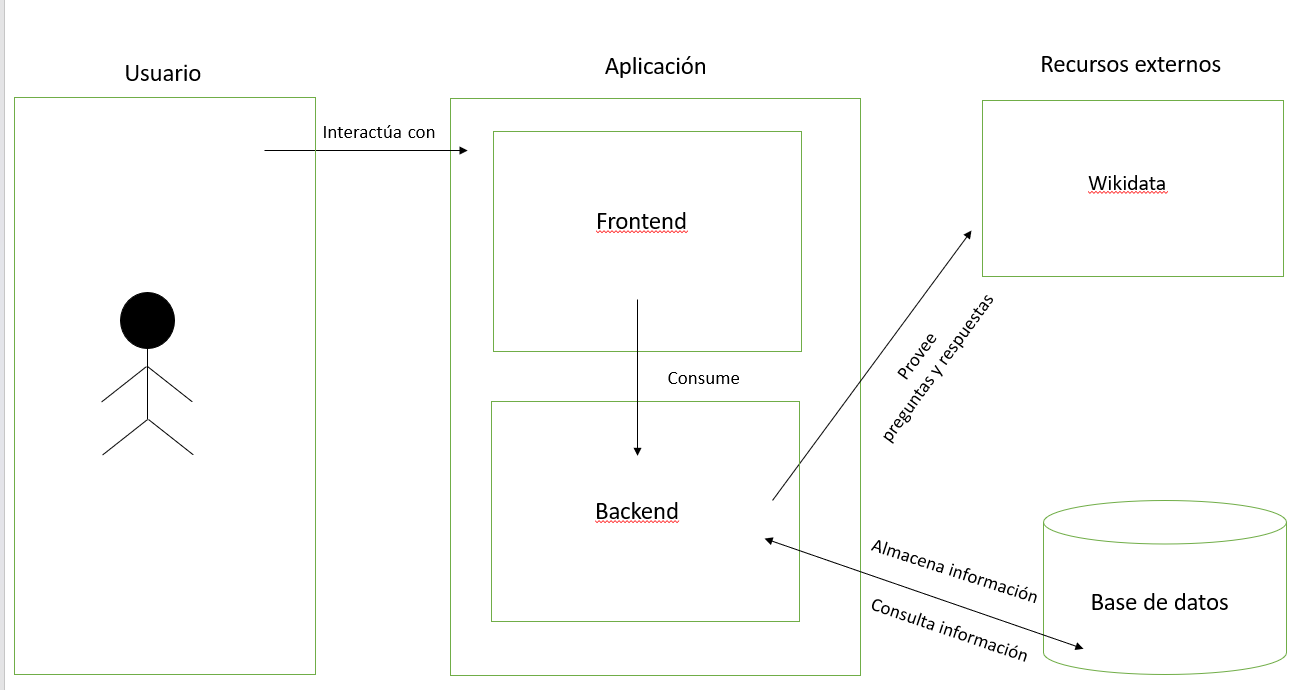 Usuario
Aplicación
Recursos externos
Interactúa con
Frontend
Wikidata
Consume
Provee
preguntas y respuestas
Backend
Almacena información
Consulta información
Base de datos